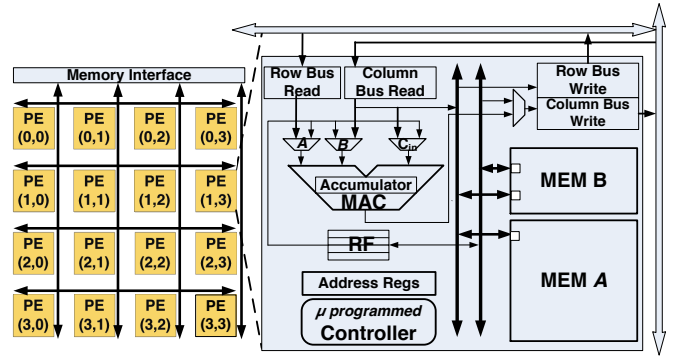 Memory Interface
PE PE PE PE
(0,0) (0,1) (0,2) (0,3)
PE PE PE PE
(1,0) (1,1) (1,2) (1,3)
PE PE PE PE
(2,0) (2,1) (2,2) (2,3)
PE PE PE PE
(3,0) (3,1) (3,2) (3,3)
Row Bus
Read
Column
Bus Read
Row Bus
Write
Column Bus
Write
A B Cin
Accumulator
MAC
RF
Address Regs
μ programmed
Controller
MEM B
MEM A